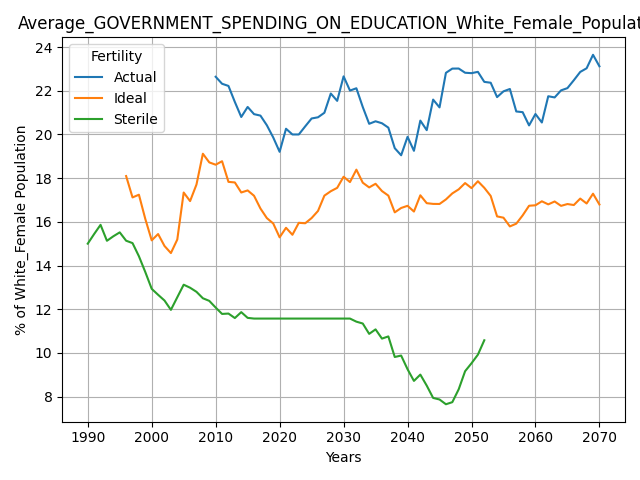 Average_GOVERNMENT_SPENDING_ON_EDUCATION_White_Female_Populat
Fertility
Actual
Ideal
Sterile
% of White_Female Population
24
22
20
18
16
14
12
10
8
1990 2000 2010 2020 2030 2040 2050 2060 2070
Years